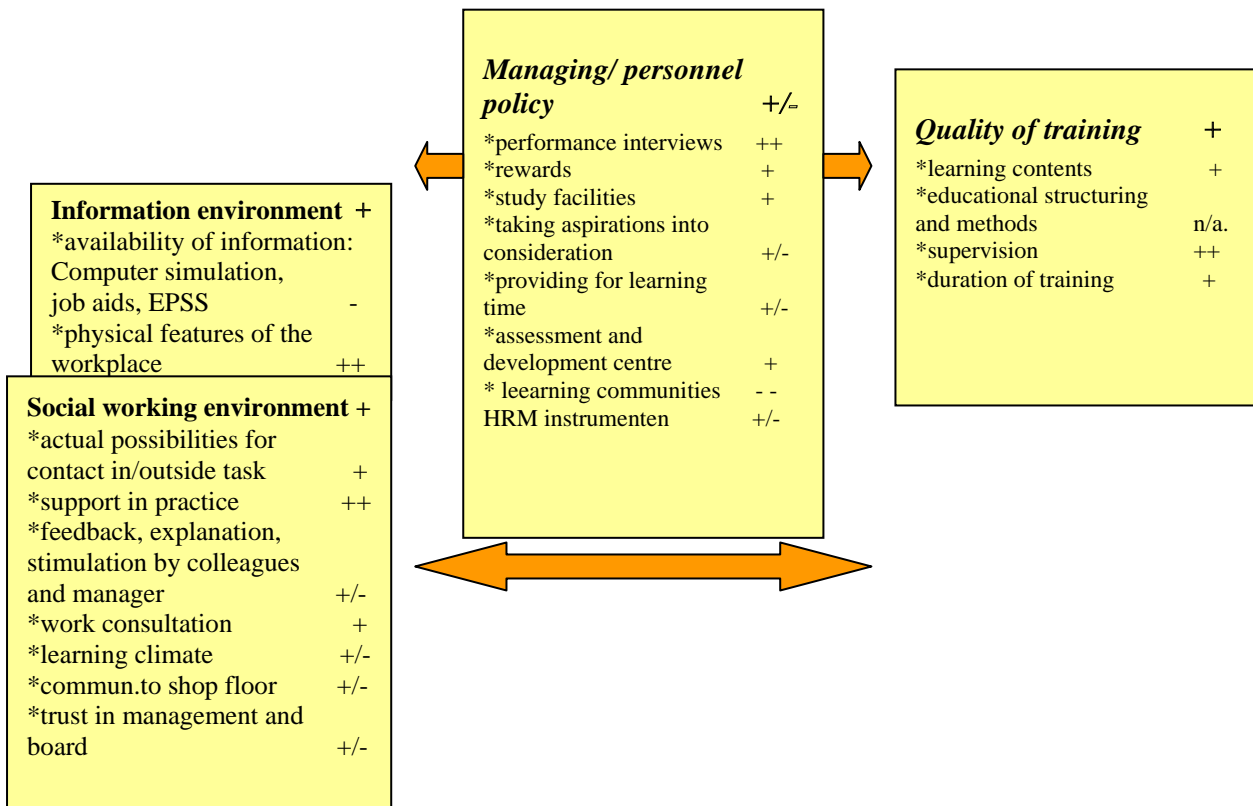 Information environment +
*availability of information:
Computer simulation,
job aids, EPSS -
*physical features of the
workplace ++
Social working environment +
*actual possibilities for
contact in/outside task +
*support in practice ++
*feedback, explanation,
stimulation by colleagues
and manager +/-
*work consultation +
*learning climate +/-
*commun.to shop floor +/-
*trust in management and
board +/-
Managing/ personnel
policy +/-
*performance interviews ++
*rewards +
*study facilities +
*taking aspirations into
consideration +/-
*providing for learning
time +/-
*assessment and
development centre +
* leearning communities - -
HRM instrumenten +/-
Quality of training +
*learning contents +
*educational structuring
and methods n/a.
*supervision ++
*duration of training +